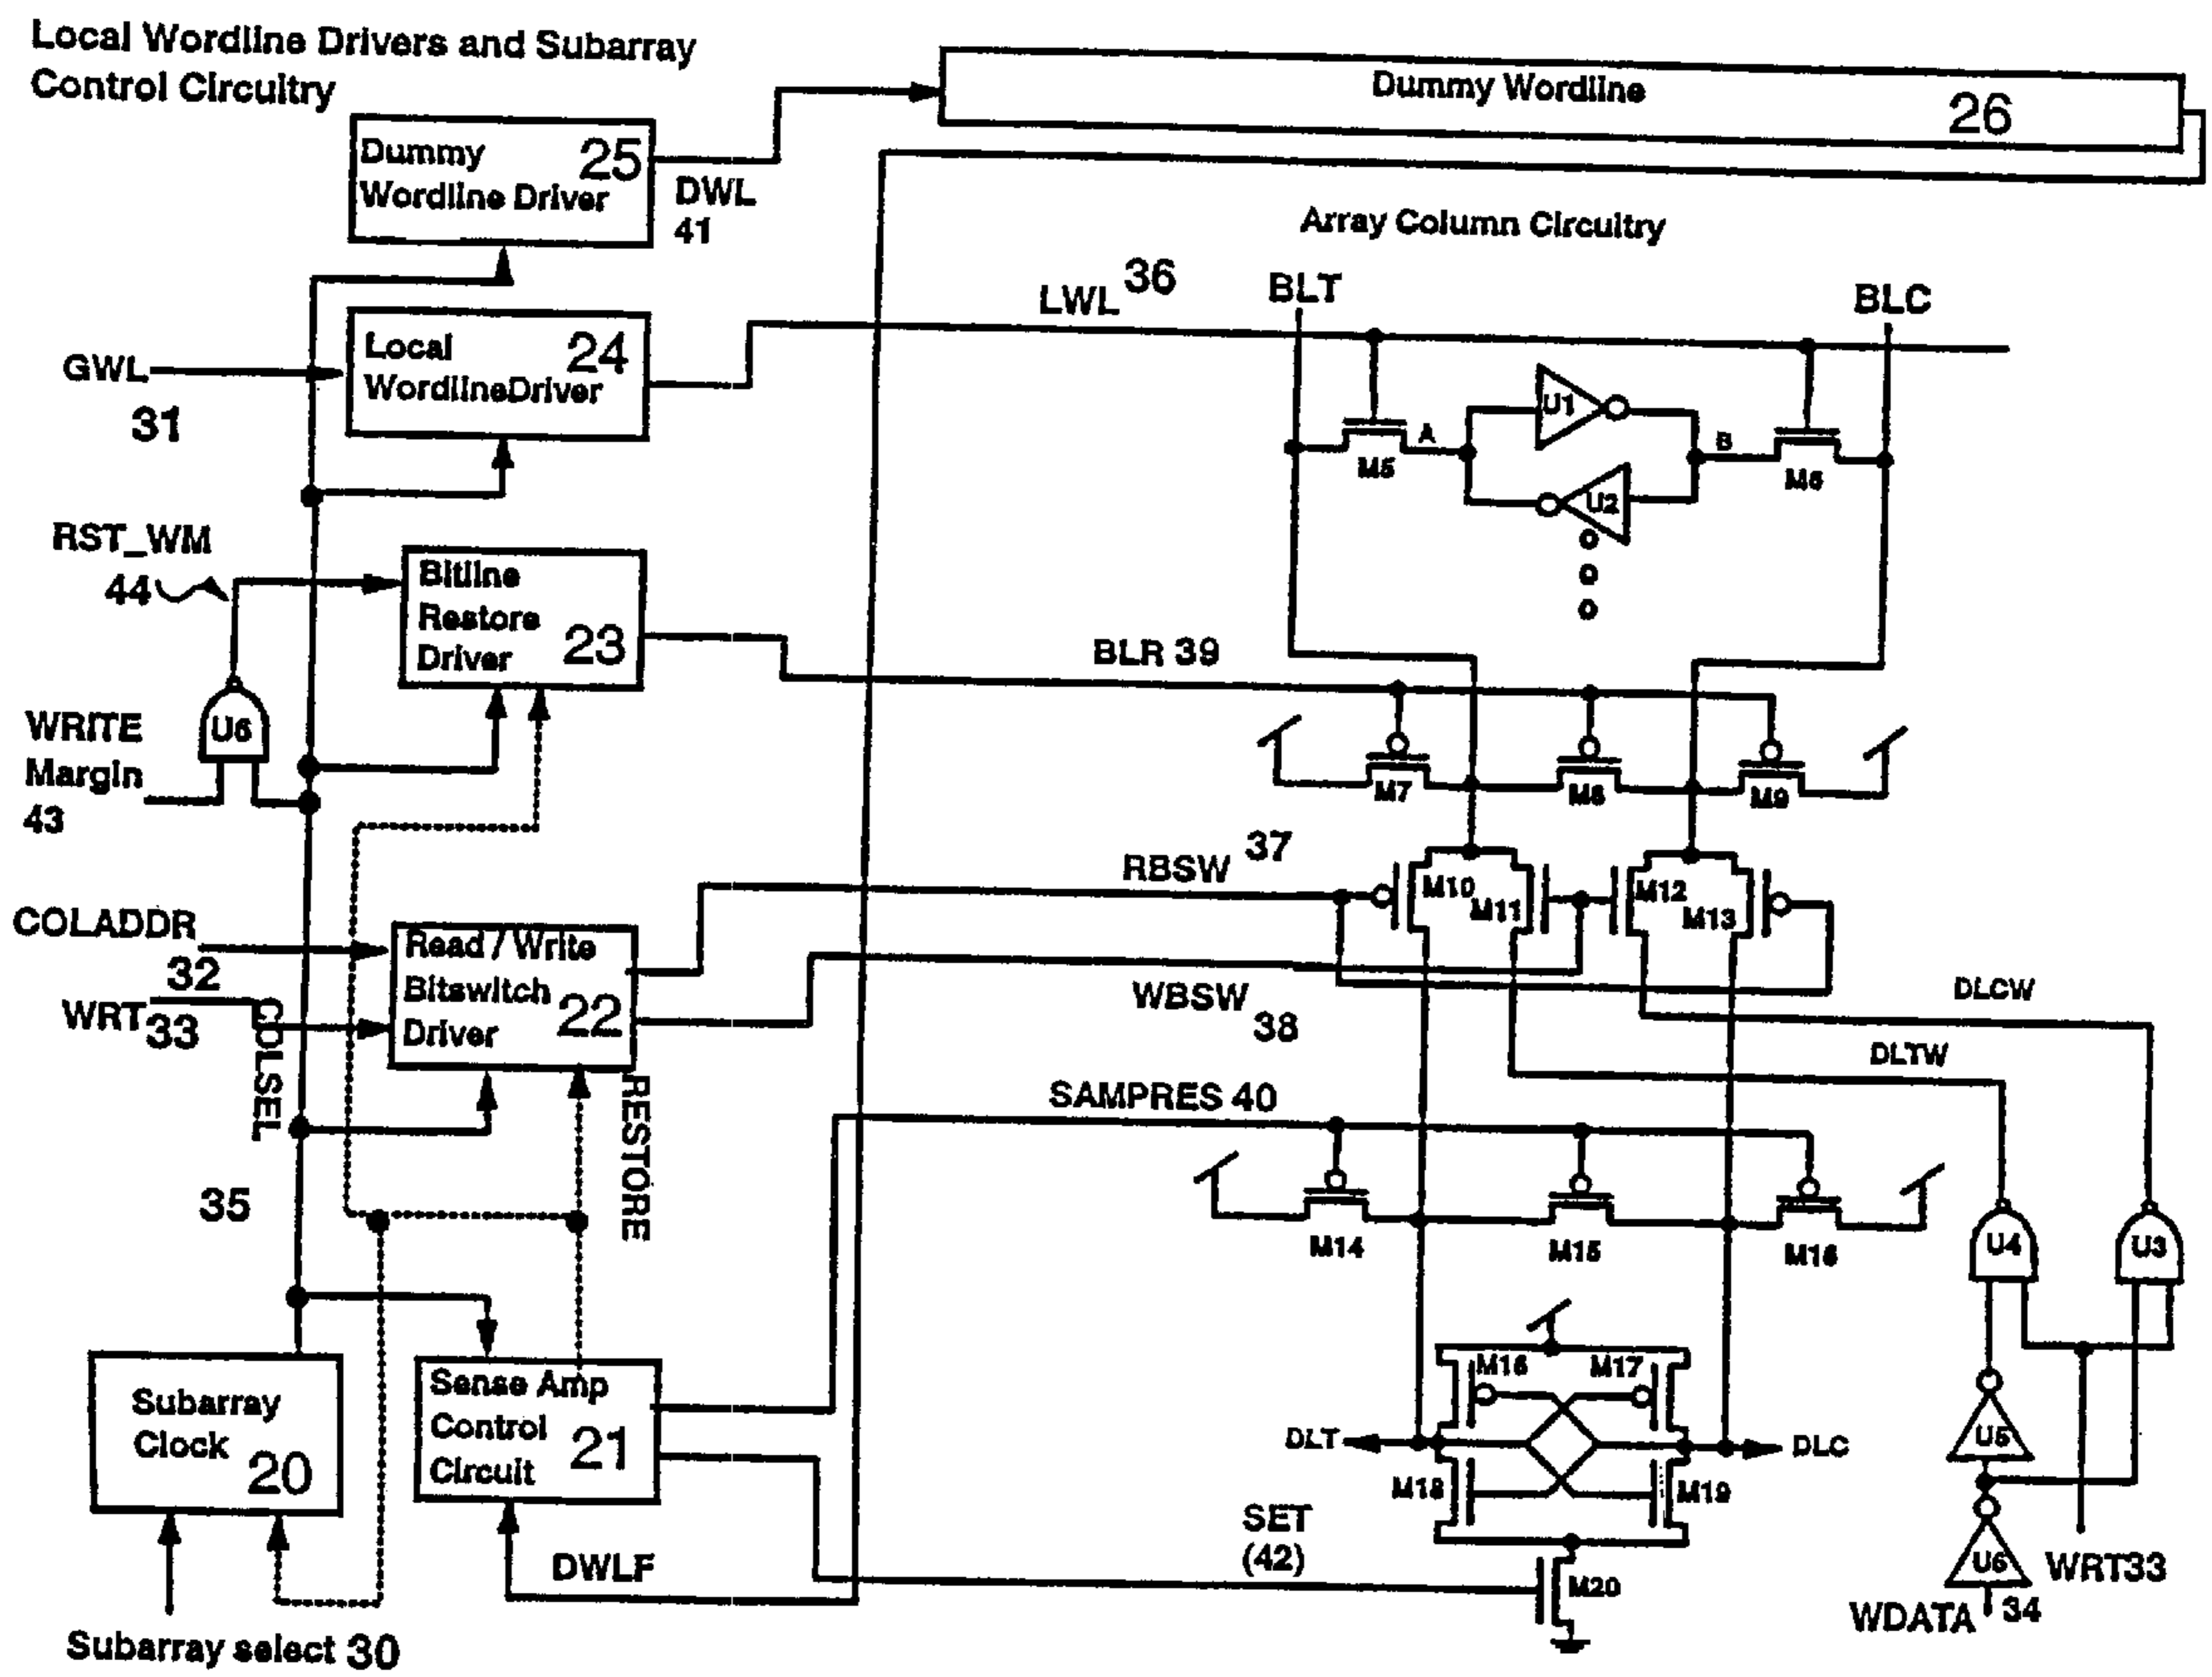 Local Wordline Drivers and Subarray
Control Circuitry
Dummy
Wordline Driver
25
DWL
41
Dummy Wordline
26
Array Column Circuitry
GWL
31
Local
WordlineDriver
24
LWL 36
BLT
BLC
M5
A
U1
U2
B
M6
RST_WM
44
Bitline
Restore
Driver
23
BLR 39
WRITE
Margin
43
U6
M7
M8
M9
COLADDR
32
WRT 33
COLSEL
Read / Write
Bitswitch
Driver
22
RESTORE
RBSW 37
WBSW 38
M10
M11
M12
M13
DLCW
DLTW
35
SAMPRES 40
M14
M15
M16
U4
U3
Subarray
Clock
20
Sense Amp
Control
Circuit
21
M16
M17
DLT
DLC
M18
M19
U5
DWLF
SET
(42)
M20
U6
WRT33
WDATA 34
Subarray select 30